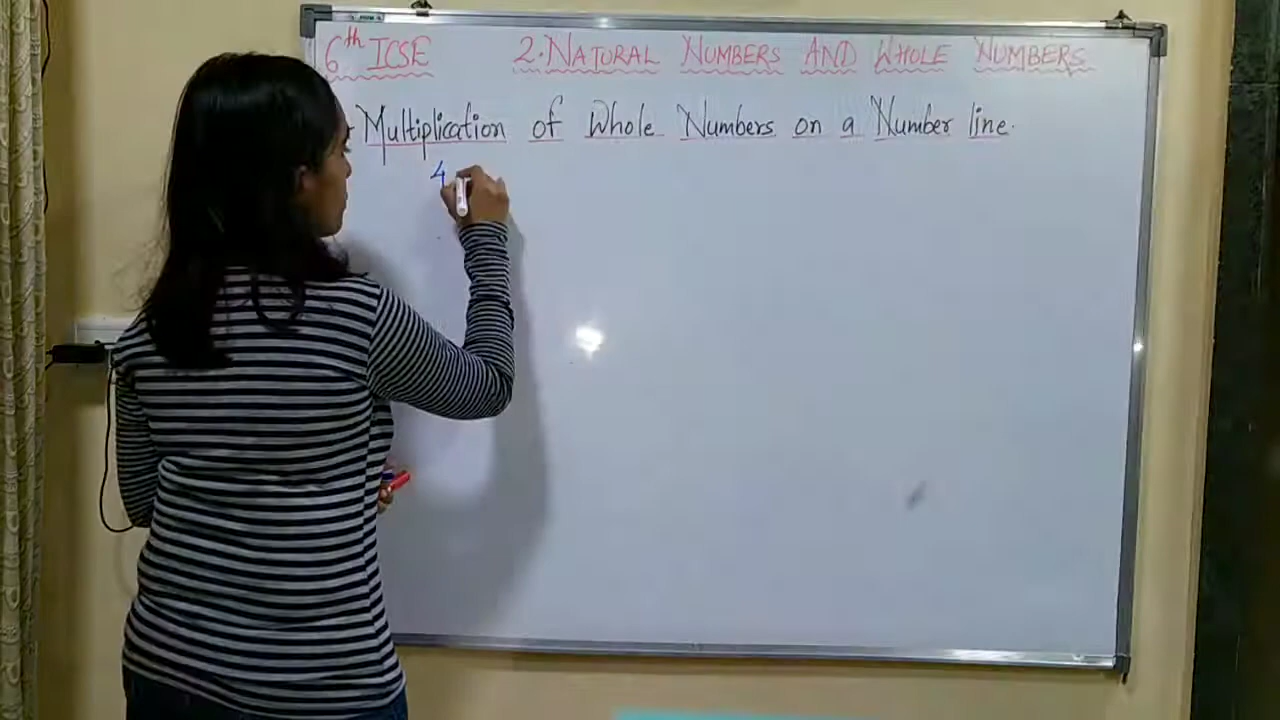 6th ICSE 2. NATURAL NUMBERS AND WHOLE NUMBERS
Multiplication of Whole Numbers on a Number line.
4